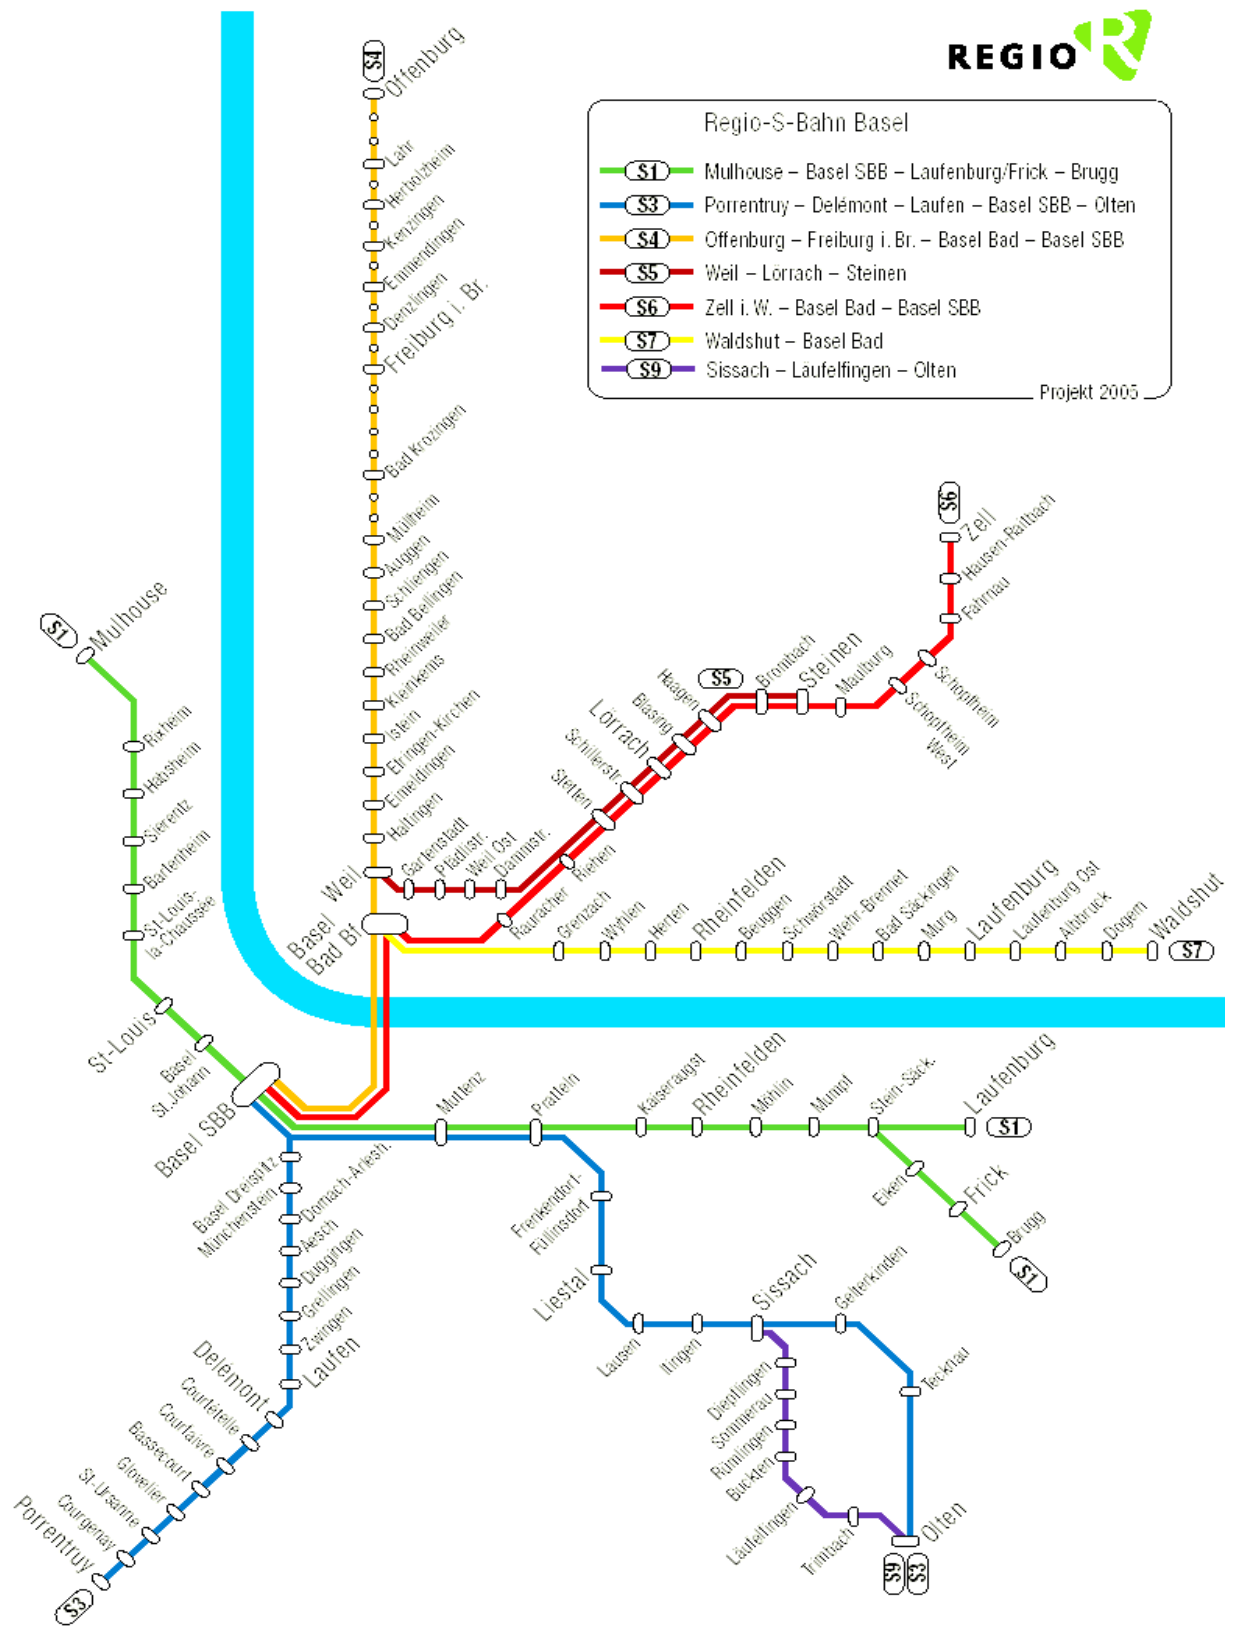 REGIO
R
Regio-S-Bahn Basel
S1 Mulhouse – Basel SBB – Laufenburg/Frick – Brugg
S3 Porrentruy – Delémont – Laufen – Basel SBB – Olten
S4 Offenburg – Freiburg i. Br. – Basel Bad – Basel SBB
S5 Weil – Lörrach – Steinen
S6 Zell i. W. – Basel Bad – Basel SBB
S7 Waldshut – Basel Bad
S9 Sissach – Läufelfingen – Olten
Projekt 2005
S4
Offenburg
Lahr
Herbolzheim
Kenzingen
Emmendingen
Denzlingen
Freiburg i. Br.
Bad Krozingen
Müllheim
Auggen
Schliengen
Bad Bellingen
Rheinweiler
Kleinkems
Istein
Efringen-Kirchen
Eimeldingen
Haltingen
Weil
Basel
Bad Bf
S6
Zell
Hausen-Raitbach
Fahrnau
Schopfheim
Schopfheim
West
Maulburg
Steinen
Brombach
S5
Haagen
Blasing
Lörrach
Schillerstr.
Stetten
Riehen
Rauracher
Gartenstadt
Pfädlistr.
Weil Ost
Dammstr.
Grenzach
Wyhlen
Herten
Rheinfelden
Beuggen
Schwörstadt
Wehr-Brennet
Bad Säckingen
Murg
Laufenburg
Laufenburg Ost
Albbruck
Dogern
Waldshut
S7
S1
Mulhouse
Rixheim
Habsheim
Sierentz
Bartenheim
St-Louis-
la-Chaussée
St-Louis
Basel
St. Johann
Basel SBB
Muttenz
Pratteln
Kaiseraugst
Rheinfelden
Möhlin
Mumpf
Stein-Säck.
Laufenburg
S1
Eiken
Frick
Brugg
S1
Basel Dreispitz
Münchenstein
Dornach-Arlesh.
Aesch
Duggingen
Grellingen
Zwingen
Laufen
Delémont
Courtételle
Courfaivre
Bassecourt
Glovelier
St-Ursanne
Courgenay
Porrentruy
S3
Frenkendorf-
Füllinsdorf
Liestal
Lausen
Itingen
Sissach
Gelterkinden
Tecknau
Diepflingen
Sommerau
Rümlingen
Buckten
Läufelfingen
Trimbach
Olten
S9
S3